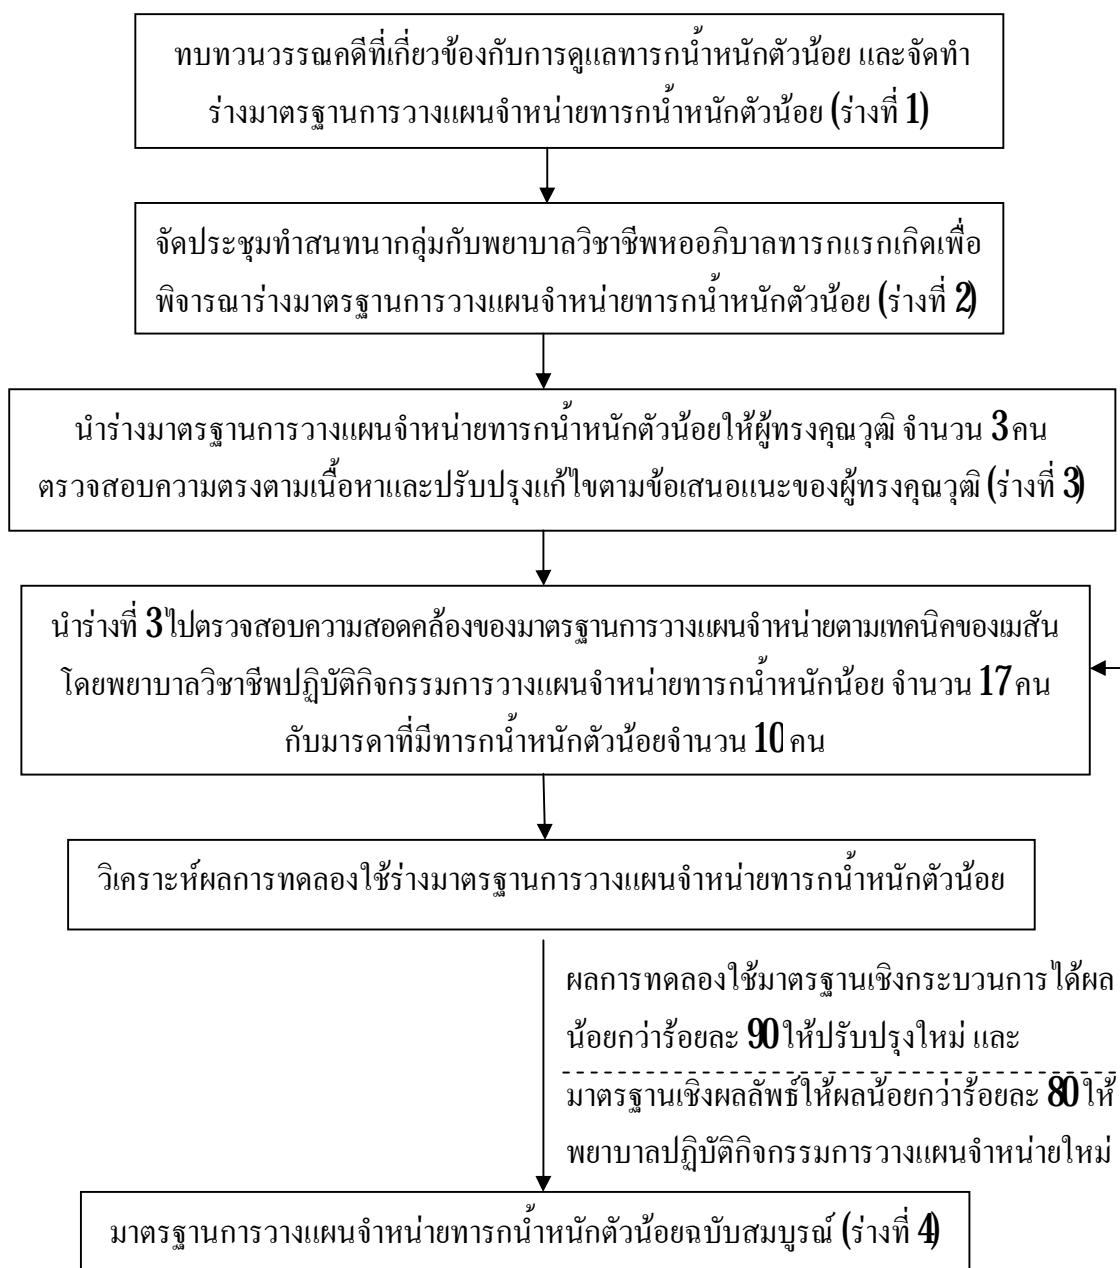 ทบทวนวรรณคดีที่เกี่ยวข้องกับการดูแลทารกน้ำหนักตัวน้อย และจัดทำ
ร่างมาตรฐานการวางแผนจำหน่ายทารกน้ำหนักตัวน้อย (ร่างที่ 1)
จัดประชุมทำสนทนากลุ่มกับพยาบาลวิชาชีพหออภิบาลทารกแรกเกิดเพื่อ
พิจารณาร่างมาตรฐานการวางแผนจำหน่ายทารกน้ำหนักตัวน้อย (ร่างที่ 2)
นำร่างมาตรฐานการวางแผนจำหน่ายทารกน้ำหนักตัวน้อยให้ผู้ทรงคุณวุฒิ จำนวน 3 คน
ตรวจสอบความตรงตามเนื้อหาและปรับปรุงแก้ไขตามข้อเสนอแนะของผู้ทรงคุณวุฒิ (ร่างที่ 3)
นำร่างที่ 3 ไปตรวจสอบความสอดคล้องของมาตรฐานการวางแผนจำหน่ายตามเทคนิคของเมสัน
โดยพยาบาลวิชาชีพปฏิบัติกิจกรรมการวางแผนจำหน่ายทารกน้ำหนักน้อย จำนวน 17 คน
กับมารดาที่มีทารกน้ำหนักตัวน้อยจำนวน 10 คน
วิเคราะห์ผลการทดลองใช้ร่างมาตรฐานการวางแผนจำหน่ายทารกน้ำหนักตัวน้อย
ผลการทดลองใช้มาตรฐานเชิงกระบวนการได้ผล
น้อยกว่าร้อยละ 90 ให้ปรับปรุงใหม่ และ
มาตรฐานเชิงผลลัพธ์ให้ผลน้อยกว่าร้อยละ 80 ให้
พยาบาลปฏิบัติกิจกรรมการวางแผนจำหน่ายใหม่
มาตรฐานการวางแผนจำหน่ายทารกน้ำหนักตัวน้อยฉบับสมบูรณ์ (ร่างที่ 4)